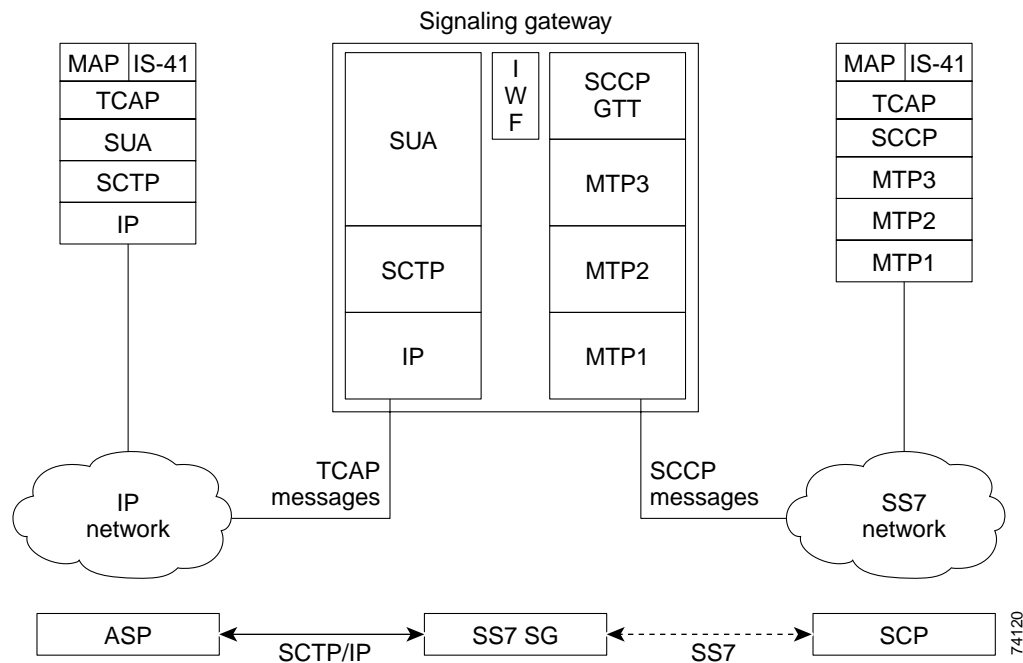 Signaling gateway
MAP IS-41
TCAP
SUA
SCTP
IP
SUA
SCTP
IP
I
W
F
SCCP
GTT
MTP3
MTP2
MTP1
MAP IS-41
TCAP
SCCP
MTP3
MTP2
MTP1
IP
network
TCAP
messages
SCCP
messages
SS7
network
ASP
SCTP/IP
SS7 SG
SS7
SCP
74120